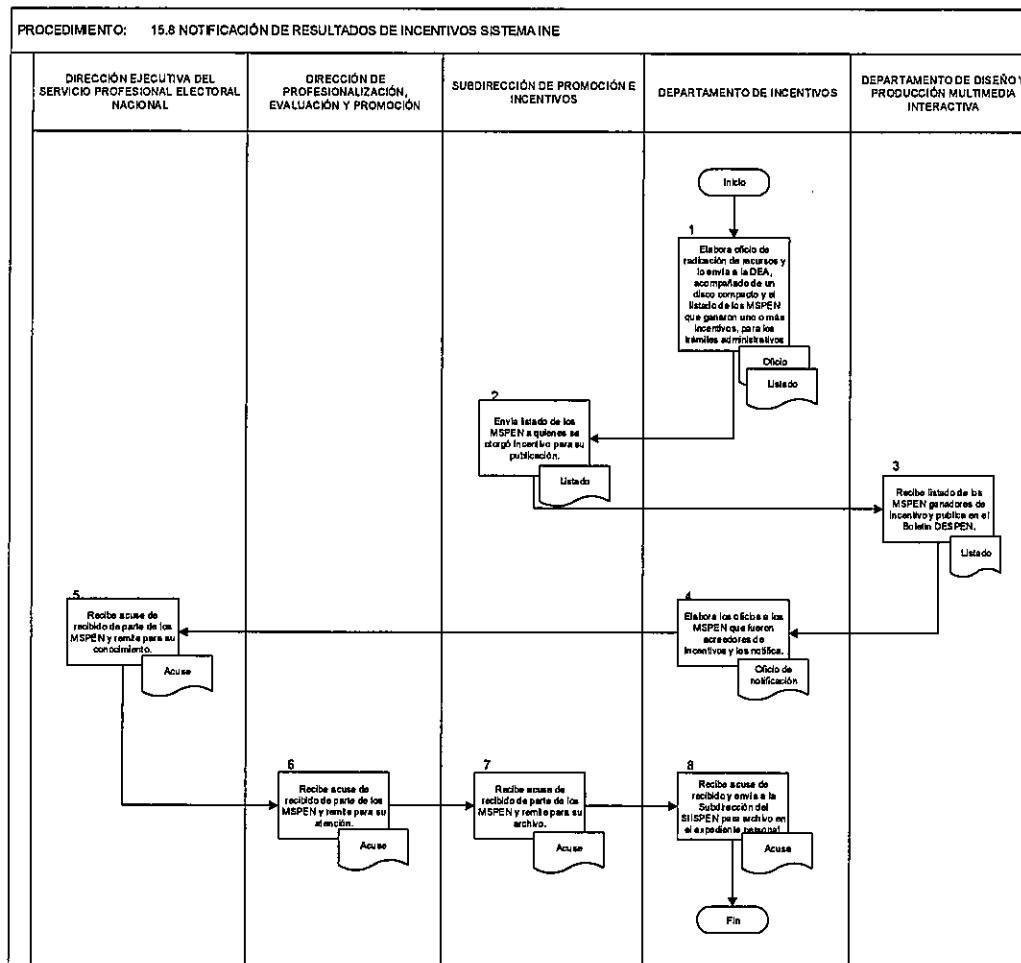 PROCEDIMIENTO: 15.8 NOTIFICACIÓN DE RESULTADOS DE INCENTIVOS SISTEMA INE
DIRECCIÓN EJECUTIVA DEL
SERVICIO PROFESIONAL ELECTORAL
NACIONAL
DIRECCIÓN DE
PROFESIONALIZACIÓN,
EVALUACIÓN Y PROMOCIÓN
SUBDIRECCIÓN DE PROMOCIÓN E
INCENTIVOS
DEPARTAMENTO DE INCENTIVOS
DEPARTAMENTO DE DISEÑO Y
PRODUCCIÓN MULTIMEDIA
INTERACTIVA
Inicio
1
Elabora oficio de
radicación de recursos y
lo envía a la DEA,
acompañado de un
disco compacto y el
listado de los MSPEN
que ganaron uno o más
incentivos, para los
trámites administrativos
Oficio
Listado
2
Envía listado de los
MSPEN a quienes se
otorgó incentivo para su
publicación.
Listado
3
Recibe listado de los
MSPEN ganadores de
incentivo y publica en el
Boletín DESPEN.
Listado
4
Elabora los oficios a los
MSPEN que fueron
acreedores de
incentivos y los notifica.
Oficio de
notificación
5
Recibe acuse de
recibido de parte de los
MSPEN y remite para su
conocimiento.
Acuse
6
Recibe acuse de
recibido de parte de los
MSPEN y remite para su
atención.
Acuse
7
Recibe acuse de
recibido de parte de los
MSPEN y remite para su
archivo.
Acuse
8
Recibe acuse de
recibido y envía a la
Subdirección del
SIISPEN para archivo en
el expediente personal
Acuse
Fin